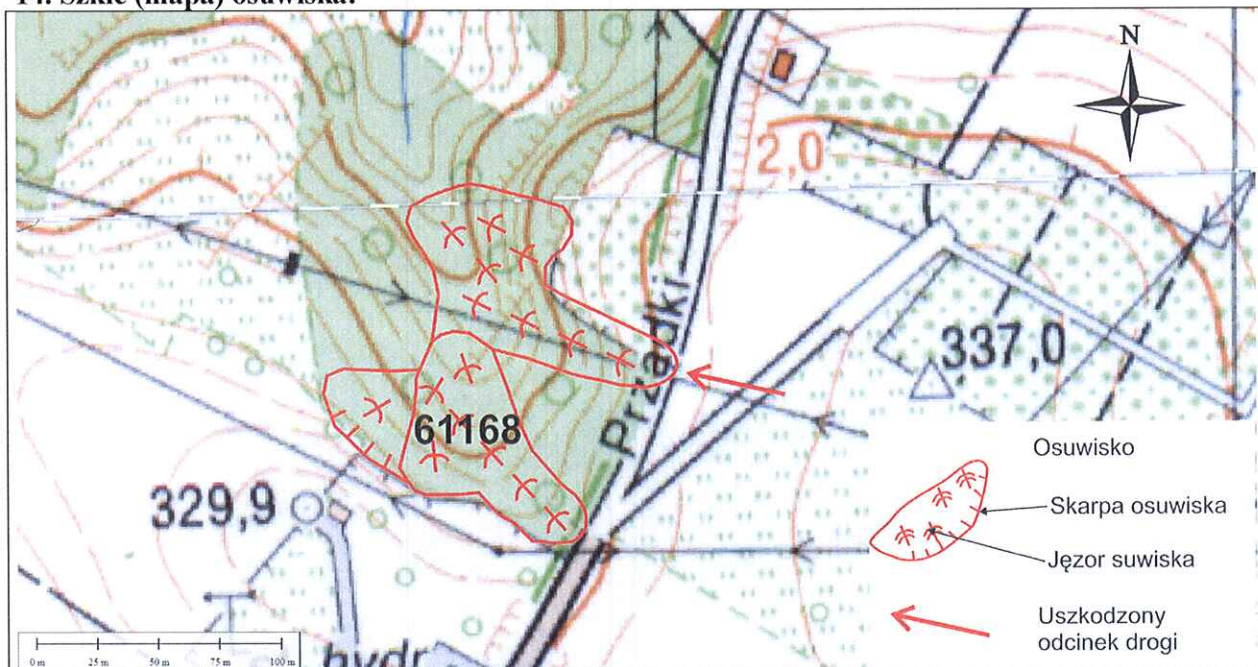 14. Szkic (mapa) osuwiska:
N
2,0
Prządki
337,0
61168
329,9
hydr
Osuwisko
Skarpa osuwiska
Jęzor suwiska
Uszkodzony
odcinek drogi
0 m 25 m 50 m 75 m 100 m